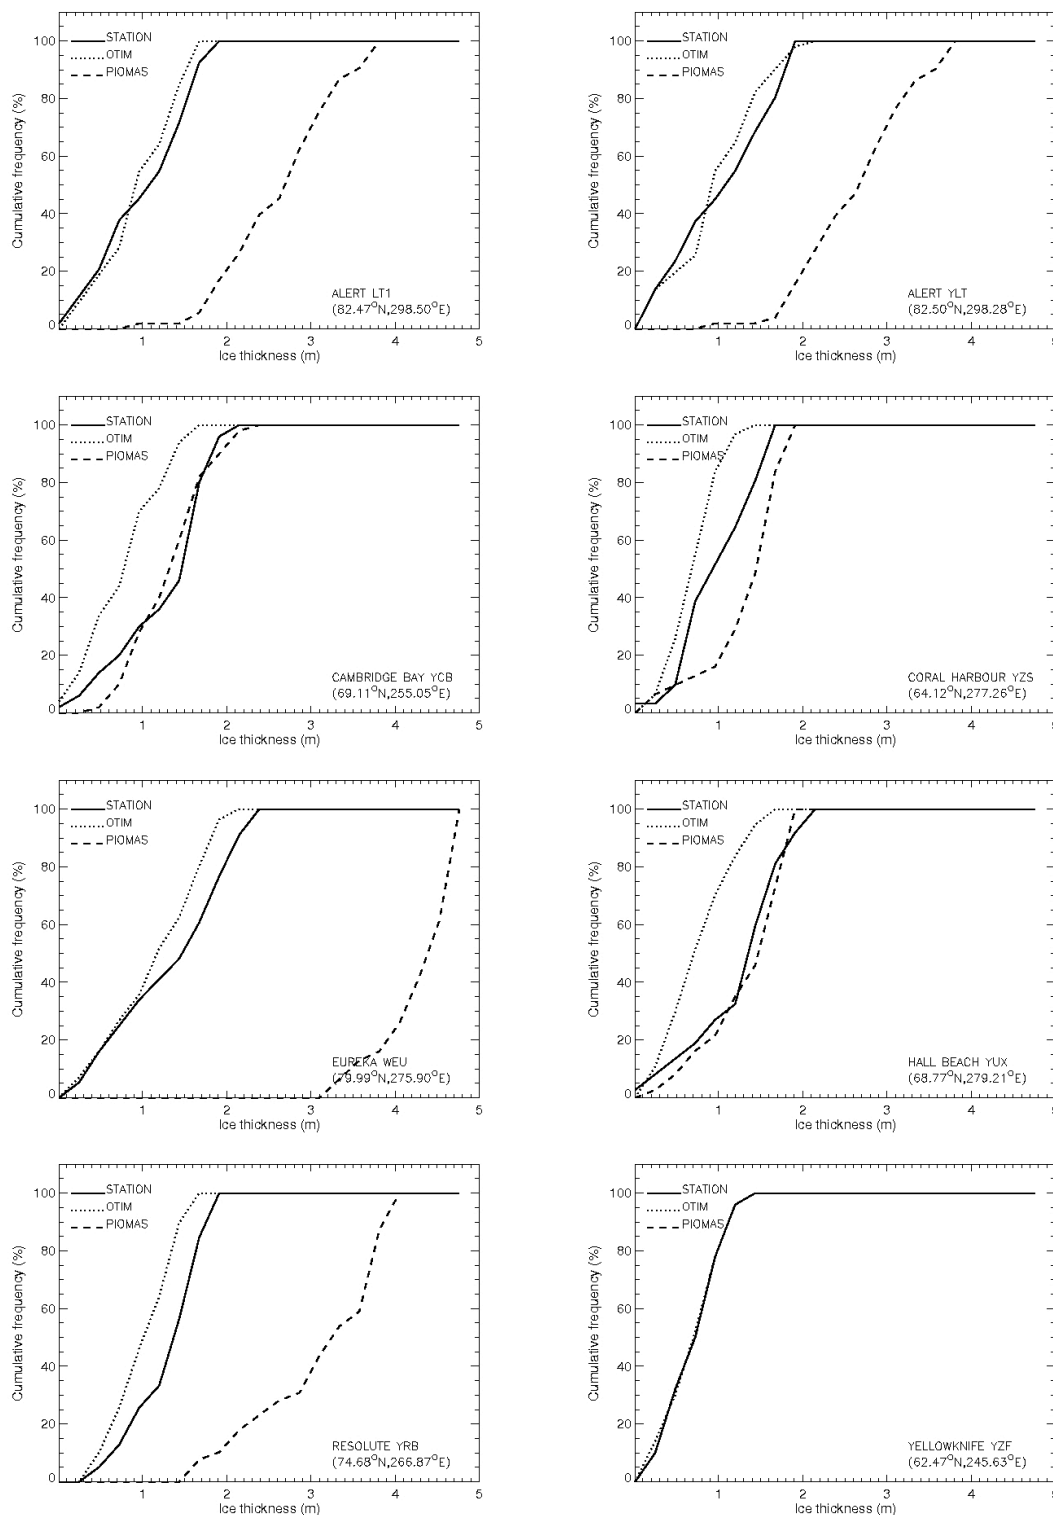 Cumulative frequency (%)
100
80
60
40
20
0
STATION
OTIM
PIOMAS
ALERT LT1
(82.47°N,298.50°E)
1 2 3 4 5
Ice thickness (m)
Cumulative frequency (%)
100
80
60
40
20
0
STATION
OTIM
PIOMAS
ALERT YLT
(82.50°N,298.28°E)
1 2 3 4 5
Ice thickness (m)
Cumulative frequency (%)
100
80
60
40
20
0
STATION
OTIM
PIOMAS
CAMBRIDGE BAY YCB
(69.11°N,255.05°E)
1 2 3 4 5
Ice thickness (m)
Cumulative frequency (%)
100
80
60
40
20
0
STATION
OTIM
PIOMAS
CORAL HARBOUR YZS
(64.12°N,277.26°E)
1 2 3 4 5
Ice thickness (m)
Cumulative frequency (%)
100
80
60
40
20
0
STATION
OTIM
PIOMAS
EUREKA WEU
(79.99°N,275.90°E)
1 2 3 4 5
Ice thickness (m)
Cumulative frequency (%)
100
80
60
40
20
0
STATION
OTIM
PIOMAS
HALL BEACH YUX
(68.77°N,279.21°E)
1 2 3 4 5
Ice thickness (m)
Cumulative frequency (%)
100
80
60
40
20
0
STATION
OTIM
PIOMAS
RESOLUTE YRB
(74.68°N,266.87°E)
1 2 3 4 5
Ice thickness (m)
Cumulative frequency (%)
100
80
60
40
20
0
STATION
OTIM
PIOMAS
YELLOWKNIFE YZF
(62.47°N,245.63°E)
1 2 3 4 5
Ice thickness (m)